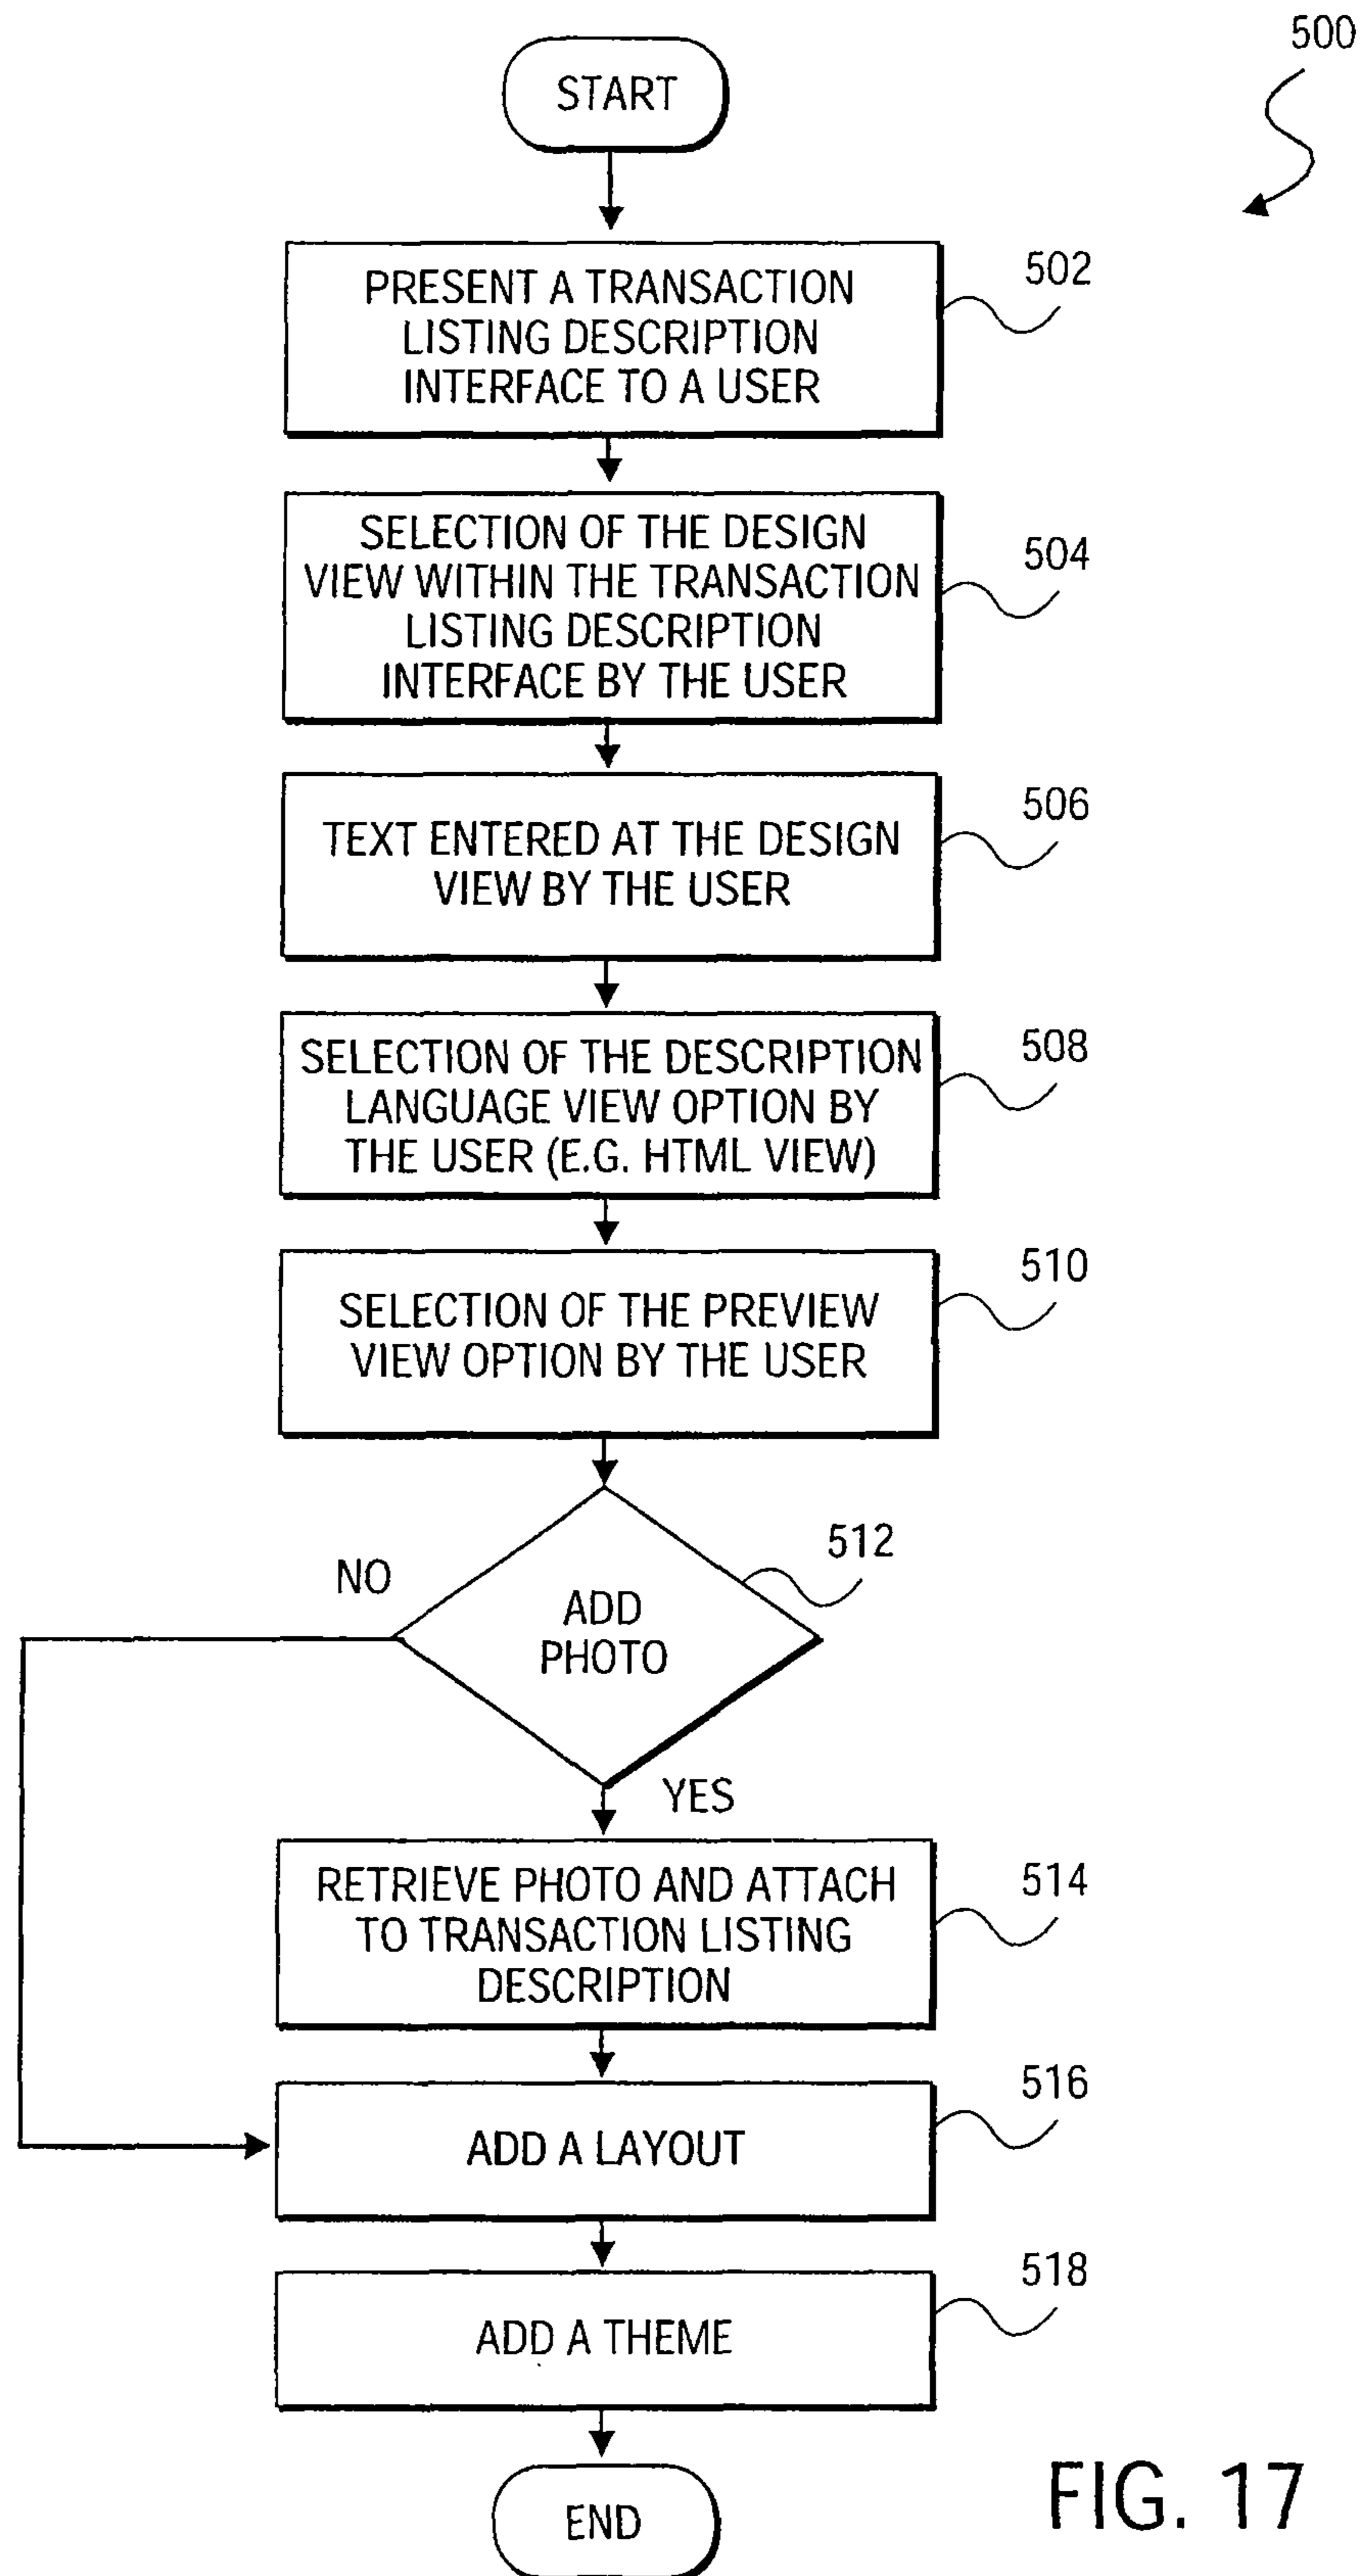 500
START
PRESENT A TRANSACTION
LISTING DESCRIPTION
INTERFACE TO A USER
502
SELECTION OF THE DESIGN
VIEW WITHIN THE TRANSACTION
LISTING DESCRIPTION
INTERFACE BY THE USER
504
TEXT ENTERED AT THE DESIGN
VIEW BY THE USER
506
SELECTION OF THE DESCRIPTION
LANGUAGE VIEW OPTION BY
THE USER (E.G. HTML VIEW)
508
SELECTION OF THE PREVIEW
VIEW OPTION BY THE USER
510
ADD
PHOTO
512
NO
YES
RETRIEVE PHOTO AND ATTACH
TO TRANSACTION LISTING
DESCRIPTION
514
ADD A LAYOUT
516
ADD A THEME
518
END
FIG. 17